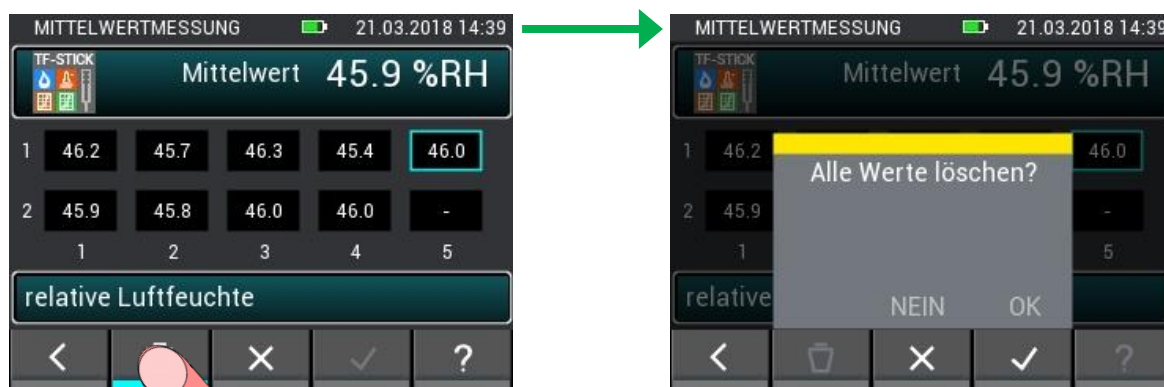 MITTELWERTMESSUNG 21.03.2018 14:39
TF-STICK
Mittelwert 45.9 %RH
1 46.2 45.7 46.3 45.4 46.0
2 45.9 45.8 46.0 46.0 -
1 2 3 4 5
relative Luftfeuchte
?
MITTELWERTMESSUNG 21.03.2018 14:39
TF-STICK
Mittelwert 45.9 %RH
1 46.2 46.0
Alle Werte löschen?
2 45.9 -
1 5
relative
NEIN OK
?